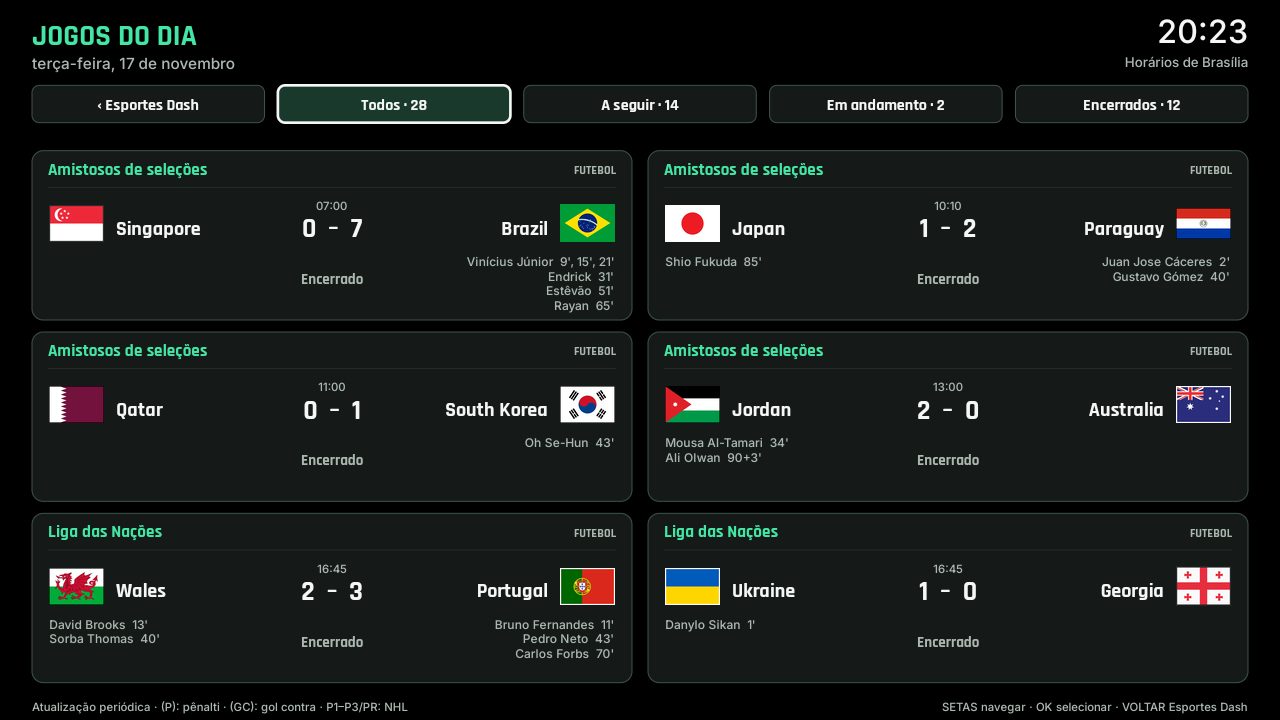 JOGOS DO DIA
terça-feira, 17 de novembro
20:23
Horários de Brasília
‹ Esportes Dash
Todos · 28
A seguir · 14
Em andamento · 2
Encerrados · 12
Amistosos de seleções
FUTEBOL
07:00
Singapore
0 – 7
Brazil
Vinícius Júnior 9', 15', 21'
Endrick 31'
Estêvão 51'
Rayan 65'
Encerrado
Amistosos de seleções
FUTEBOL
10:10
Japan
1 – 2
Paraguay
Shio Fukuda 85'
Juan Jose Cáceres 2'
Gustavo Gómez 40'
Encerrado
Amistosos de seleções
FUTEBOL
11:00
Qatar
0 – 1
South Korea
Oh Se-Hun 43'
Encerrado
Amistosos de seleções
FUTEBOL
13:00
Jordan
2 – 0
Australia
Mousa Al-Tamari 34'
Ali Olwan 90+3'
Encerrado
Liga das Nações
FUTEBOL
16:45
Wales
2 – 3
Portugal
David Brooks 13'
Sorba Thomas 40'
Bruno Fernandes 11'
Pedro Neto 43'
Carlos Forbs 70'
Encerrado
Liga das Nações
FUTEBOL
16:45
Ukraine
1 – 0
Georgia
Danylo Sikan 1'
Encerrado
Atualização periódica · (P): pênalti · (GC): gol contra · P1–P3/PR: NHL
SETAS navegar · OK selecionar · VOLTAR Esportes Dash